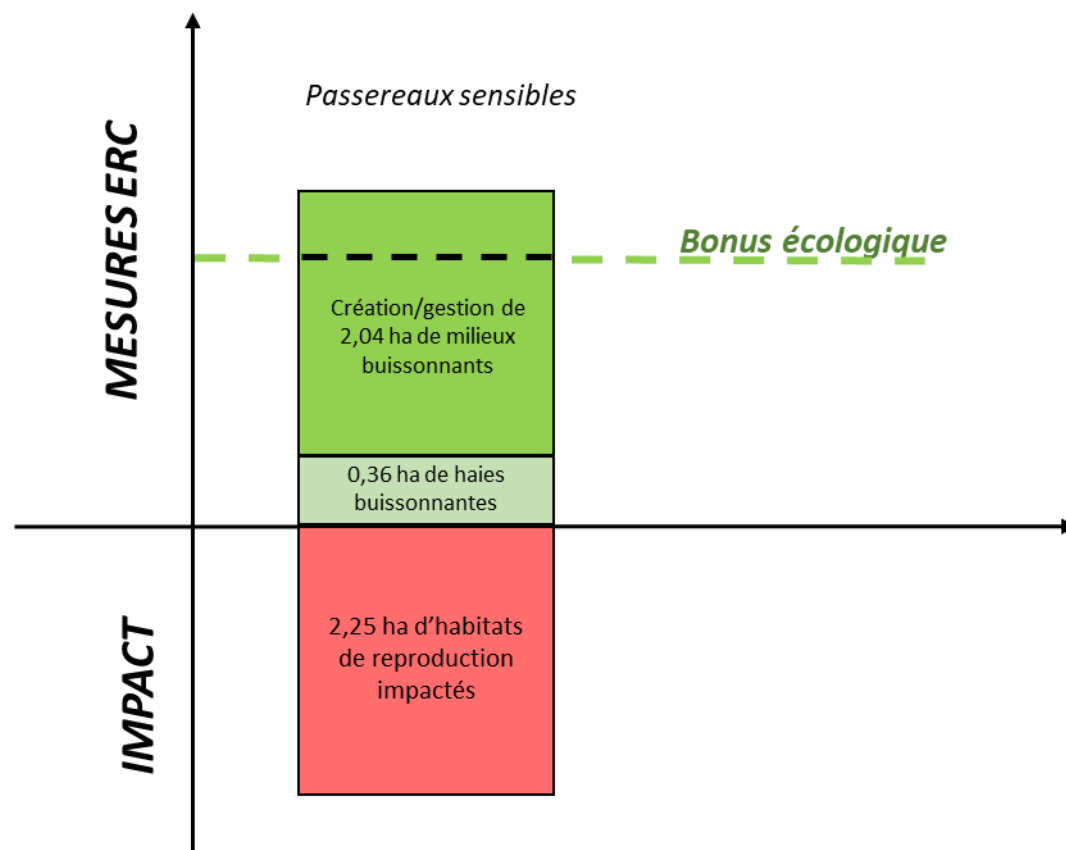 Passereaux sensibles
MESURES ERC
Bonus écologique
Création/gestion de
2,04 ha de milieux
buissonnants
0,36 ha de haies
buissonnantes
IMPACT
2,25 ha d’habitats
de reproduction
impactés